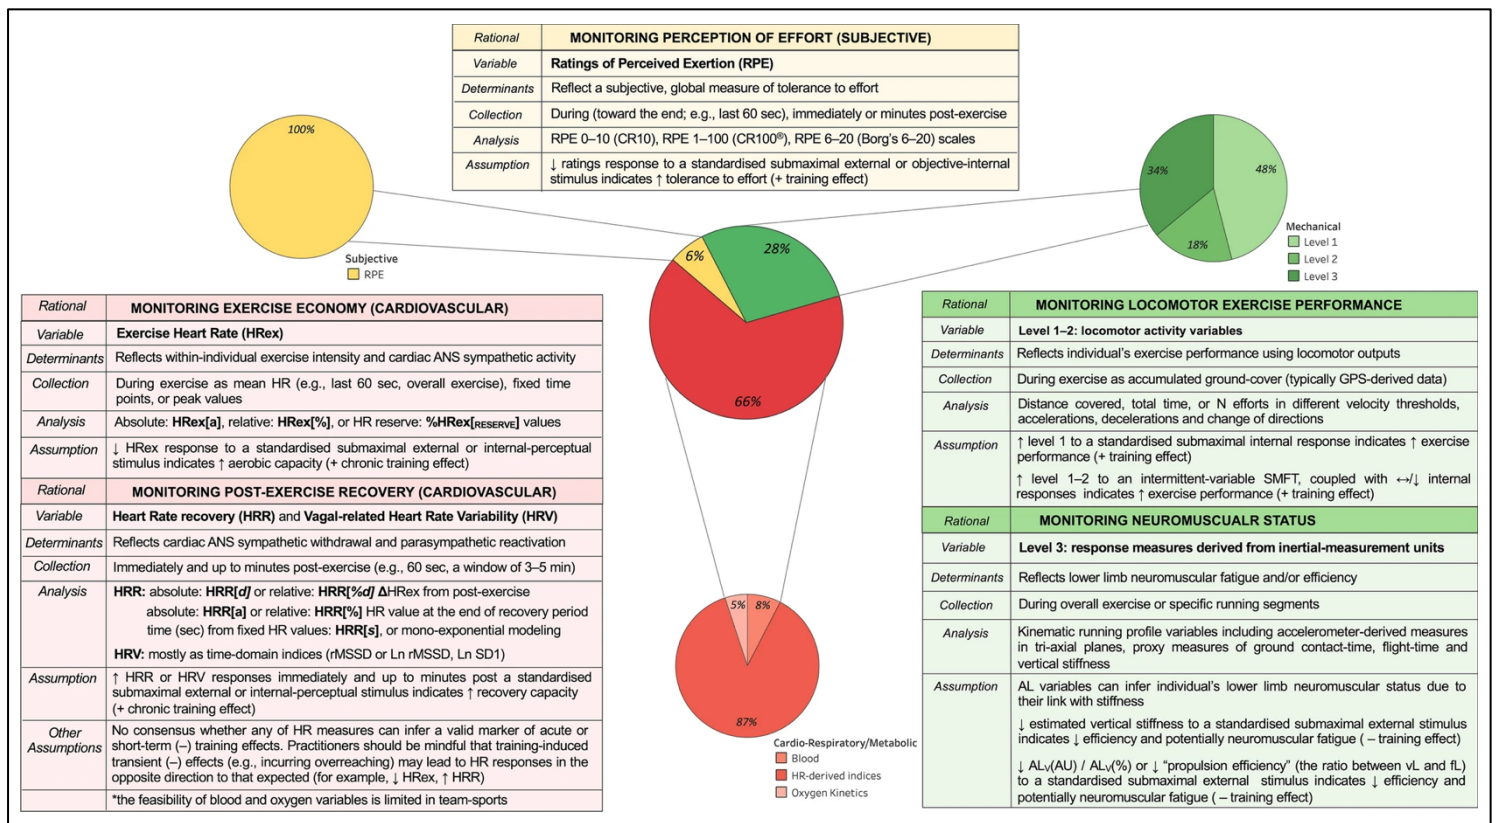 Rational MONITORING PERCEPTION OF EFFORT (SUBJECTIVE)
Variable Ratings of Perceived Exertion (RPE)
Determinants Reflect a subjective, global measure of tolerance to effort
Collection During (toward the end; e.g., last 60 sec), immediately or minutes post-exercise
Analysis RPE 0–10 (CR10), RPE 1–100 (CR100®), RPE 6–20 (Borg's 6–20) scales
Assumption ↓ ratings response to a standardised submaximal external or objective-internal
stimulus indicates ↑ tolerance to effort (+ training effect)
100%
Subjective
RPE
48%
18%
34%
Mechanical
Level 1
Level 2
Level 3
6%
28%
66%
Rational MONITORING EXERCISE ECONOMY (CARDIOVASCULAR)
Variable Exercise Heart Rate (HRex)
Determinants Reflects within-individual exercise intensity and cardiac ANS sympathetic activity
Collection During exercise as mean HR (e.g., last 60 sec, overall exercise), fixed time
points, or peak values
Analysis Absolute: HRex[a], relative: HRex[%], or HR reserve: %HRex[RESERVE] values
Assumption ↓ HRex response to a standardised submaximal external or internal-perceptual
stimulus indicates ↑ aerobic capacity (+ chronic training effect)
Rational MONITORING POST-EXERCISE RECOVERY (CARDIOVASCULAR)
Variable Heart Rate recovery (HRR) and Vagal-related Heart Rate Variability (HRV)
Determinants Reflects cardiac ANS sympathetic withdrawal and parasympathetic reactivation
Collection Immediately and up to minutes post-exercise (e.g., 60 sec, a window of 3–5 min)
Analysis HRR: absolute: HRR[d] or relative: HRR[%d] ΔHRex from post-exercise
absolute: HRR[a] or relative: HRR[%] HR value at the end of recovery period
time (sec) from fixed HR values: HRR[s], or mono-exponential modeling
HRV: mostly as time-domain indices (rMSSD or Ln rMSSD, Ln SD1)
Assumption ↑ HRR or HRV responses immediately and up to minutes post a standardised
submaximal external or internal-perceptual stimulus indicates ↑ recovery capacity
(+ chronic training effect)
Other Assumptions No consensus whether any of HR measures can infer a valid marker of acute or
short-term (–) training effects. Practitioners should be mindful that training-induced
transient (–) effects (e.g., incurring overreaching) may lead to HR responses in the
opposite direction to that expected (for example, ↓ HRex, ↑ HRR)
*the feasibility of blood and oxygen variables is limited in team-sports
5%
8%
87%
Cardio-Respiratory/Metabolic
Blood
HR-derived indices
Oxygen Kinetics
Rational MONITORING LOCOMOTOR EXERCISE PERFORMANCE
Variable Level 1–2: locomotor activity variables
Determinants Reflects individual's exercise performance using locomotor outputs
Collection During exercise as accumulated ground-cover (typically GPS-derived data)
Analysis Distance covered, total time, or N efforts in different velocity thresholds,
accelerations, decelerations and change of directions
Assumption ↑ level 1 to a standardised submaximal internal response indicates ↑ exercise
performance (+ training effect)
↑ level 1–2 to an intermittent-variable SMFT, coupled with ↔/↓ internal
responses indicates ↑ exercise performance (+ training effect)
Rational MONITORING NEUROMUSCUALR STATUS
Variable Level 3: response measures derived from inertial-measurement units
Determinants Reflects lower limb neuromuscular fatigue and/or efficiency
Collection During overall exercise or specific running segments
Analysis Kinematic running profile variables including accelerometer-derived measures
in tri-axial planes, proxy measures of ground contact-time, flight-time and
vertical stiffness
Assumption AL variables can infer individual's lower limb neuromuscular status due to
their link with stiffness
↓ estimated vertical stiffness to a standardised submaximal external stimulus
indicates ↓ efficiency and potentially neuromuscular fatigue ( – training effect)
↓ ALV(AU) / ALV(%) or ↓ "propulsion efficiency" (the ratio between vL and fL)
to a standardised submaximal external stimulus indicates ↓ efficiency and
potentially neuromuscular fatigue ( – training effect)